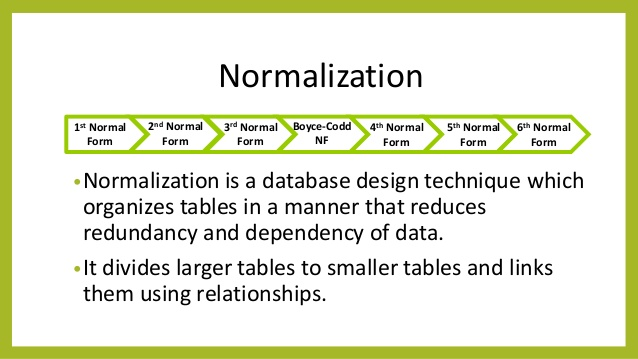 Normalization
1st Normal Form
2nd Normal Form
3rd Normal Form
Boyce-Codd NF
4th Normal Form
5th Normal Form
6th Normal Form
•Normalization is a database design technique which
organizes tables in a manner that reduces
redundancy and dependency of data.
•It divides larger tables to smaller tables and links
them using relationships.